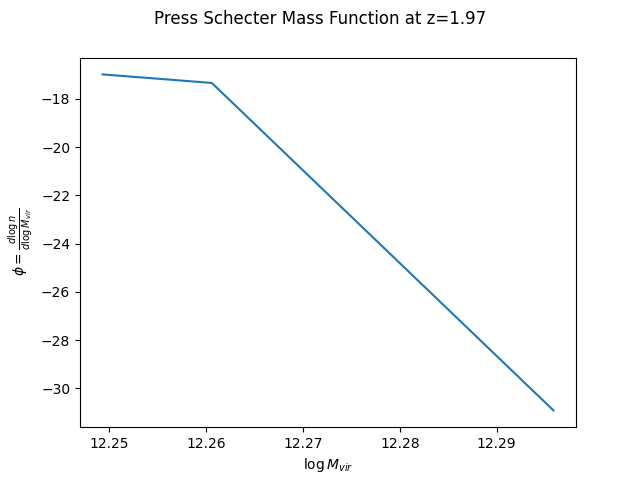 Press Schecter Mass Function at z=1.97
−18
−20
−22
−24
−26
−28
−30
ϕ = d log n / d log M_vir
12.25 12.26 12.27 12.28 12.29
log M_vir